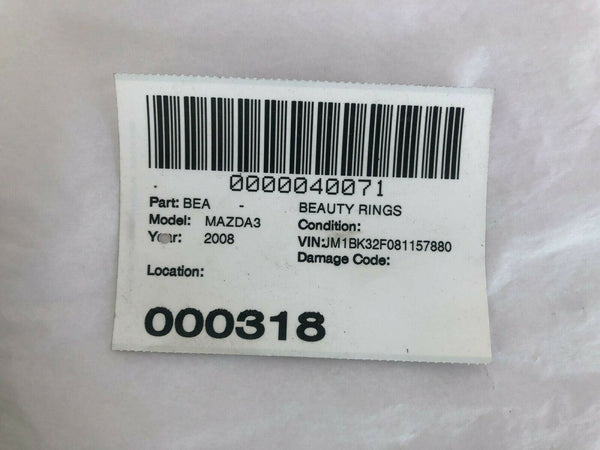 0000040071
Part: BEA - BEAUTY RINGS
Model: MAZDA3 Condition:
Year: 2008 VIN:JM1BK32F081157880
Damage Code:
Location:
000318